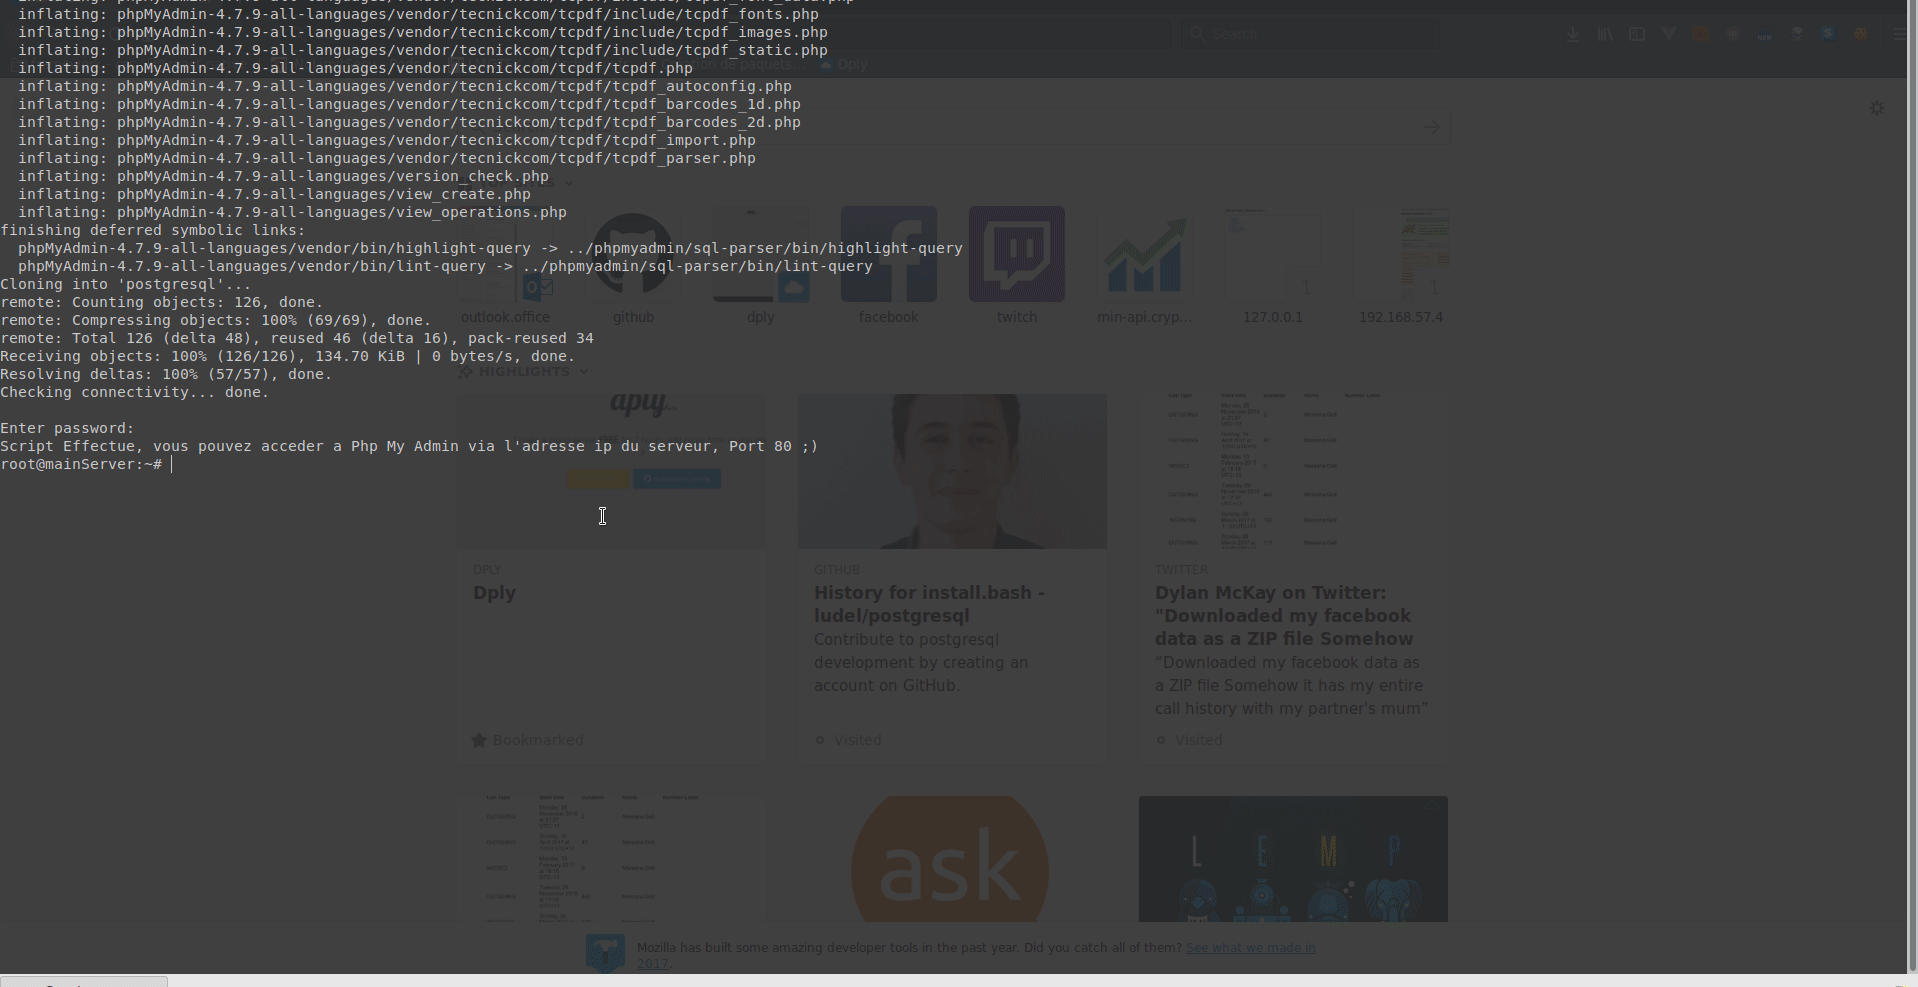 inflating: phpMyAdmin-4.7.9-all-languages/vendor/tecnickcom/tcpdf/include/tcpdf_fonts.php
inflating: phpMyAdmin-4.7.9-all-languages/vendor/tecnickcom/tcpdf/include/tcpdf_images.php
inflating: phpMyAdmin-4.7.9-all-languages/vendor/tecnickcom/tcpdf/include/tcpdf_static.php
inflating: phpMyAdmin-4.7.9-all-languages/vendor/tecnickcom/tcpdf/tcpdf.php
inflating: phpMyAdmin-4.7.9-all-languages/vendor/tecnickcom/tcpdf/tcpdf_autoconfig.php
inflating: phpMyAdmin-4.7.9-all-languages/vendor/tecnickcom/tcpdf/tcpdf_barcodes_1d.php
inflating: phpMyAdmin-4.7.9-all-languages/vendor/tecnickcom/tcpdf/tcpdf_barcodes_2d.php
inflating: phpMyAdmin-4.7.9-all-languages/vendor/tecnickcom/tcpdf/tcpdf_import.php
inflating: phpMyAdmin-4.7.9-all-languages/vendor/tecnickcom/tcpdf/tcpdf_parser.php
inflating: phpMyAdmin-4.7.9-all-languages/version_check.php
inflating: phpMyAdmin-4.7.9-all-languages/view_create.php
inflating: phpMyAdmin-4.7.9-all-languages/view_operations.php
finishing deferred symbolic links:
phpMyAdmin-4.7.9-all-languages/vendor/bin/highlight-query -> ../phpmyadmin/sql-parser/bin/highlight-query
phpMyAdmin-4.7.9-all-languages/vendor/bin/lint-query -> ../phpmyadmin/sql-parser/bin/lint-query
Cloning into 'postgresql'...
remote: Counting objects: 126, done.
remote: Compressing objects: 100% (69/69), done.
remote: Total 126 (delta 48), reused 46 (delta 16), pack-reused 34
Receiving objects: 100% (126/126), 134.70 KiB | 0 bytes/s, done.
Resolving deltas: 100% (57/57), done.
Checking connectivity... done.
Enter password:
Script Effectue, vous pouvez acceder a Php My Admin via l'adresse ip du serveur, Port 80 ;)
root@mainServer:~#
Search
de paquets... Dply
outlook.office github dply facebook twitch min-api.cryp... 127.0.0.1 192.168.57.4
HIGHLIGHTS
DPLY
Dply
Bookmarked
GITHUB
History for install.bash -
ludel/postgresql
Contribute to postgresql
development by creating an
account on GitHub.
Visited
TWITTER
Dylan McKay on Twitter:
"Downloaded my facebook
data as a ZIP file Somehow
“Downloaded my facebook data as
a ZIP file Somehow it has my entire
call history with my partner's mum”
Visited
ask
L E M P
Mozilla has built some amazing developer tools in the past year. Did you catch all of them? See what we made in
2017.